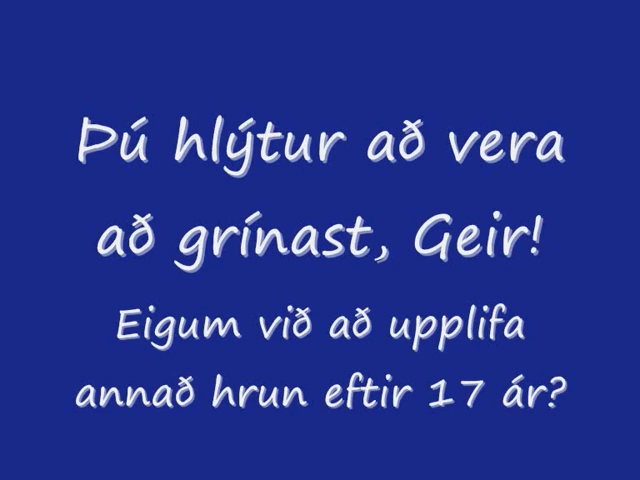 Þú hlýtur að vera
að grínast, Geir!
Eigum við að upplifa
annað hrun eftir 17 ár?